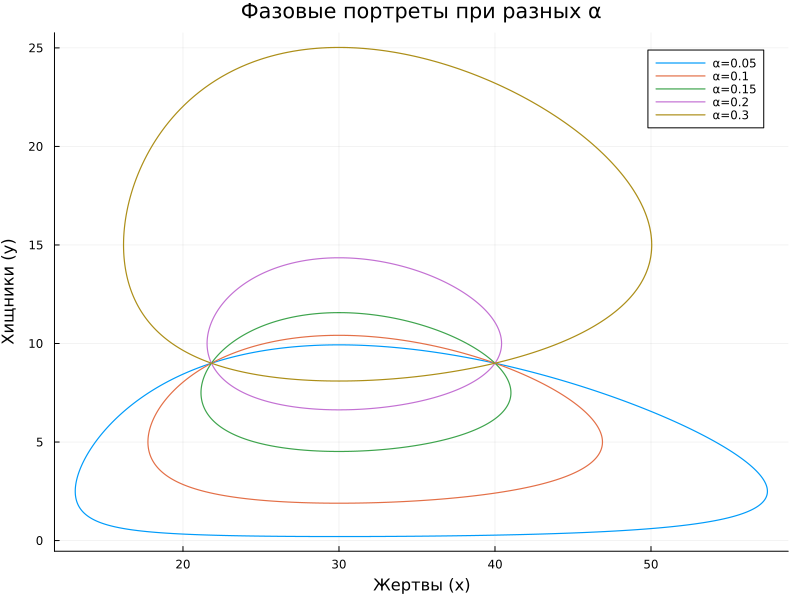 Фазовые портреты при разных α
α=0.05
α=0.1
α=0.15
α=0.2
α=0.3
Хищники (y)
25
20
15
10
5
0
20
30
40
50
Жертвы (x)